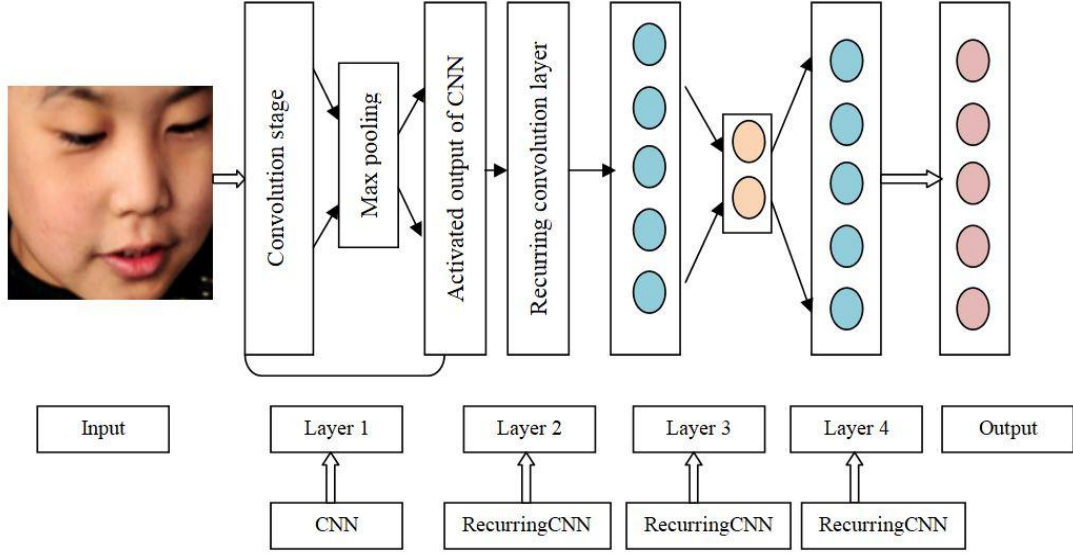 Convolution stage
Max pooling
Activated output of CNN
Recurring convolution layer
Input
Layer 1
Layer 2
Layer 3
Layer 4
Output
CNN
RecurringCNN
RecurringCNN
RecurringCNN